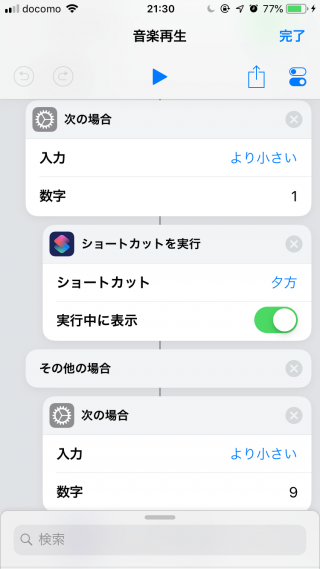 docomo 21:30 77%
音楽再生 完了
次の場合
入力 より小さい
数字 1
ショートカットを実行
ショートカット 夕方
実行中に表示
その他の場合
次の場合
入力 より小さい
数字 9
検索